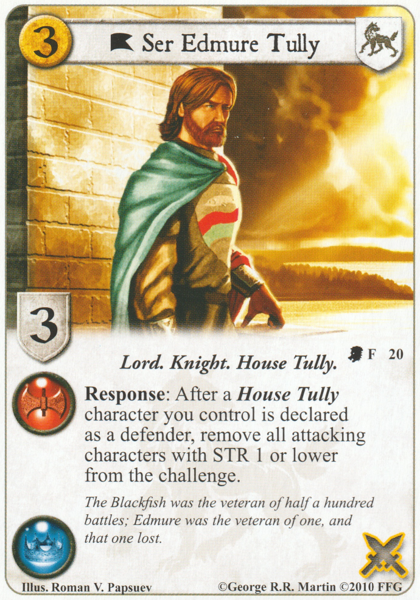 3 Ser Edmure Tully
3
Lord. Knight. House Tully. F 20
Response: After a House Tully
character you control is declared
as a defender, remove all attacking
characters with STR 1 or lower
from the challenge.
The Blackfish was the veteran of half a hundred
battles; Edmure was the veteran of one, and
that one lost.
Illus. Roman V. Papsuev ©George R.R. Martin ©2010 FFG